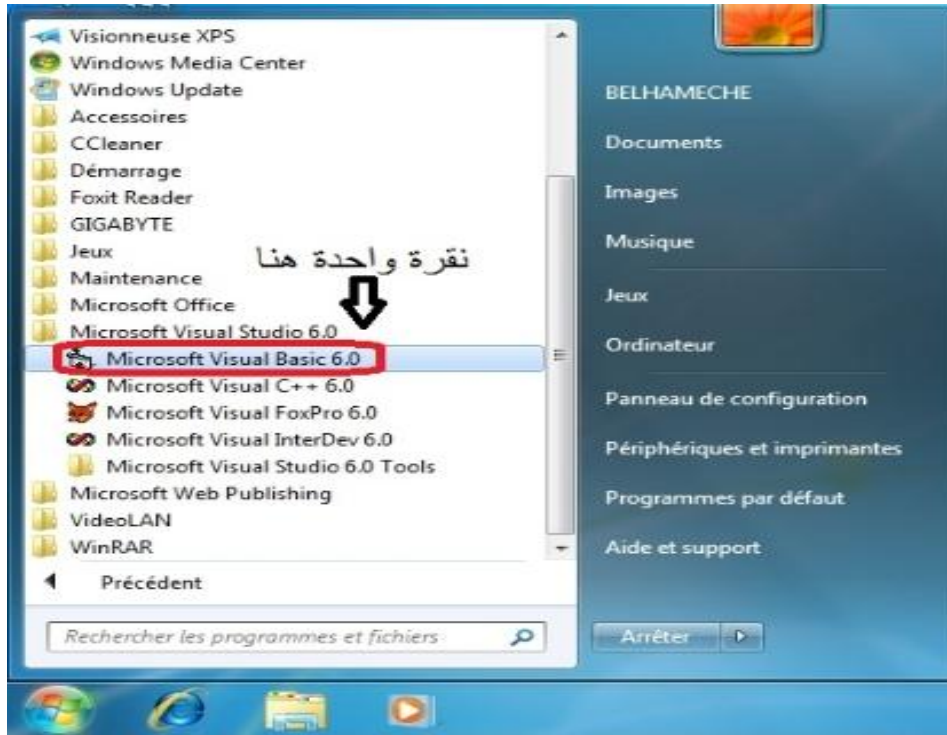 Visionneuse XPS
Windows Media Center
Windows Update
Accessoires
CCleaner
Démarrage
Foxit Reader
GIGABYTE
Jeux
نقرة واحدة هنا
Maintenance
Microsoft Office
Microsoft Visual Studio 6.0
Microsoft Visual Basic 6.0
Microsoft Visual C++ 6.0
Microsoft Visual FoxPro 6.0
Microsoft Visual InterDev 6.0
Microsoft Visual Studio 6.0 Tools
Microsoft Web Publishing
VideoLAN
WinRAR
Précédent
Rechercher les programmes et fichiers
BELHAMECHE
Documents
Images
Musique
Jeux
Ordinateur
Panneau de configuration
Périphériques et imprimantes
Programmes par défaut
Aide et support
Arrêter